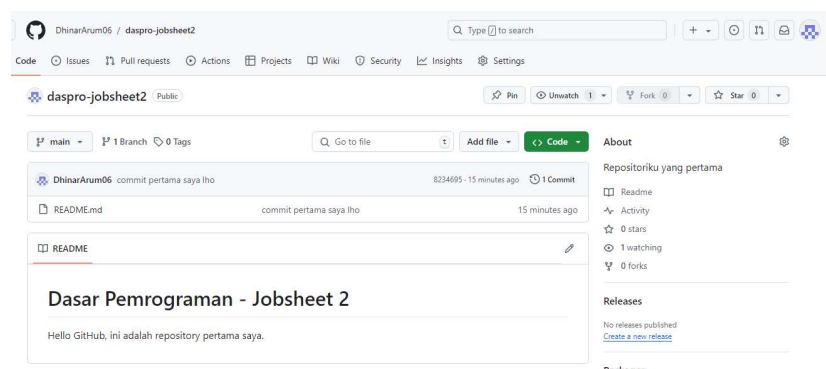 DhinarArum06 / daspro-jobsheet2
Type / to search
Code Issues Pull requests Actions Projects Wiki Security Insights Settings
daspro-jobsheet2 Public
Pin Unwatch 1 Fork 0 Star 0
main 1 Branch 0 Tags Go to file t Add file <> Code
DhinarArum06 commit pertama saya lho 8234695 · 15 minutes ago 1 Commit
README.md commit pertama saya lho 15 minutes ago
README
Dasar Pemrograman - Jobsheet 2
Hello GitHub, ini adalah repository pertama saya.
About
Repositoriku yang pertama
Readme
Activity
0 stars
1 watching
0 forks
Releases
No releases published
Create a new release